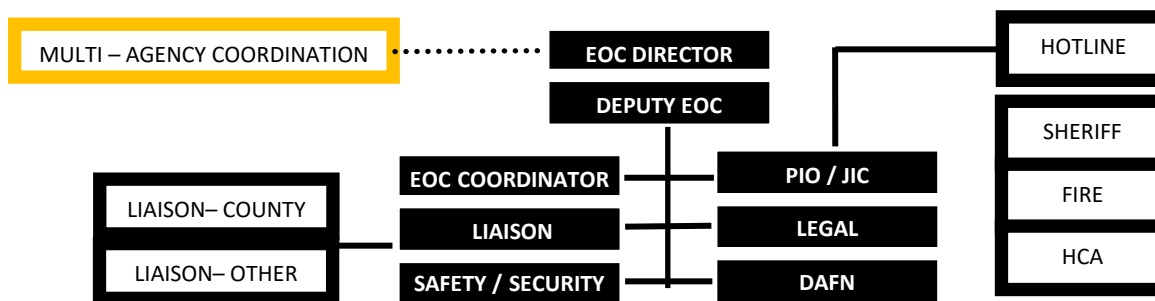 MULTI – AGENCY COORDINATION
EOC DIRECTOR
HOTLINE
DEPUTY EOC
SHERIFF
EOC COORDINATOR
PIO / JIC
FIRE
LIAISON– COUNTY
LIAISON
LEGAL
HCA
LIAISON– OTHER
SAFETY / SECURITY
DAFN